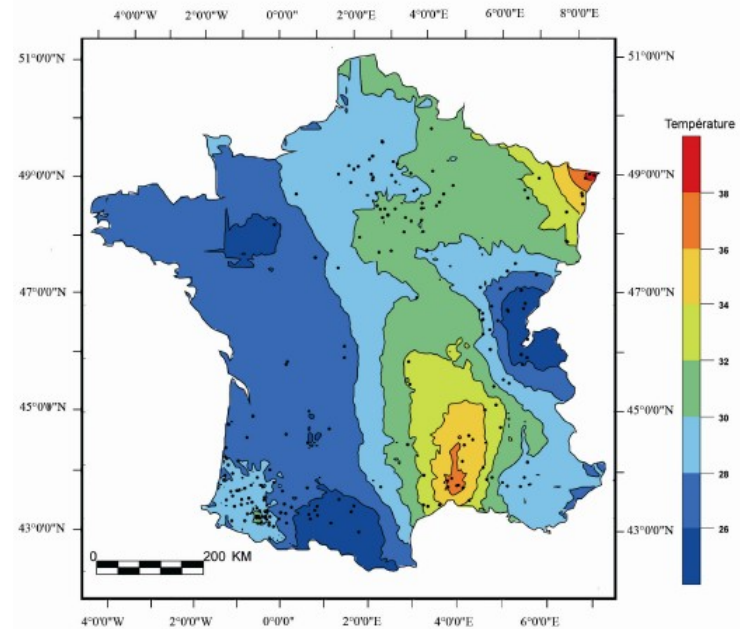 4°0'0"W 2°0'0"W 0°0'0" 2°0'0"E 4°0'0"E 6°0'0"E 8°0'0"E
51°0'0"N 51°0'0"N
Température
49°0'0"N 49°0'0"N
38
36
47°0'0"N 47°0'0"N
34
32
45°0'0"N 45°0'0"N
30
28
43°0'0"N 43°0'0"N
26
0 200 KM
4°0'0"W 2°0'0"W 0°0'0" 2°0'0"E 4°0'0"E 6°0'0"E